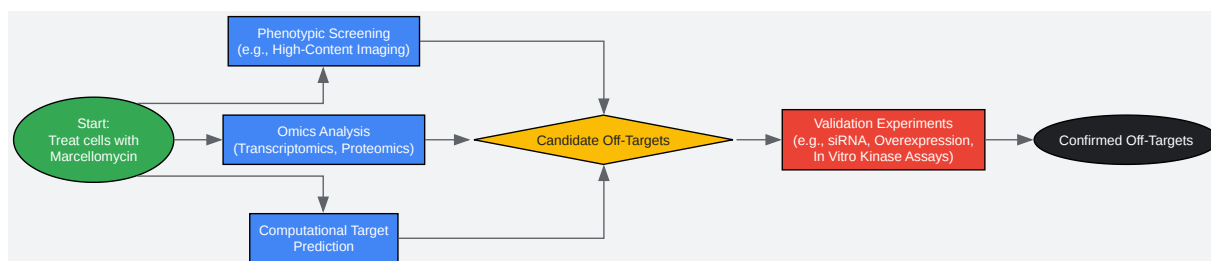 Phenotypic Screening
(e.g., High-Content Imaging)
Start:
Treat cells with
Marcellomycin
Omics Analysis
(Transcriptomics, Proteomics)
Computational Target
Prediction
Candidate Off-Targets
Validation Experiments
(e.g., siRNA, Overexpression,
In Vitro Kinase Assays)
Confirmed Off-Targets